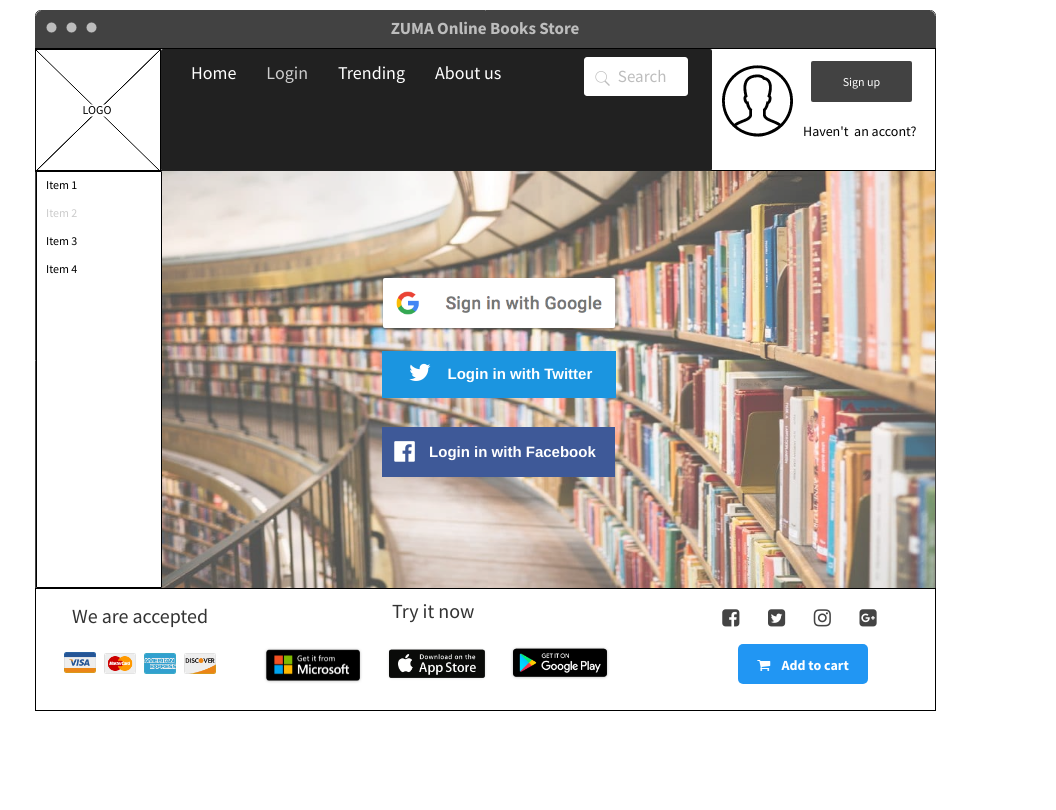 ZUMA Online Books Store
LOGO
Home Login Trending About us
Search
Sign up
Haven't an accont?
Item 1
Item 2
Item 3
Item 4
Sign in with Google
Login in with Twitter
Login in with Facebook
We are accepted
Try it now
VISA
MasterCard
AMERICAN EXPRESS
DISCOVER
Get it from
Microsoft
Download on the
App Store
GET IT ON
Google Play
Add to cart